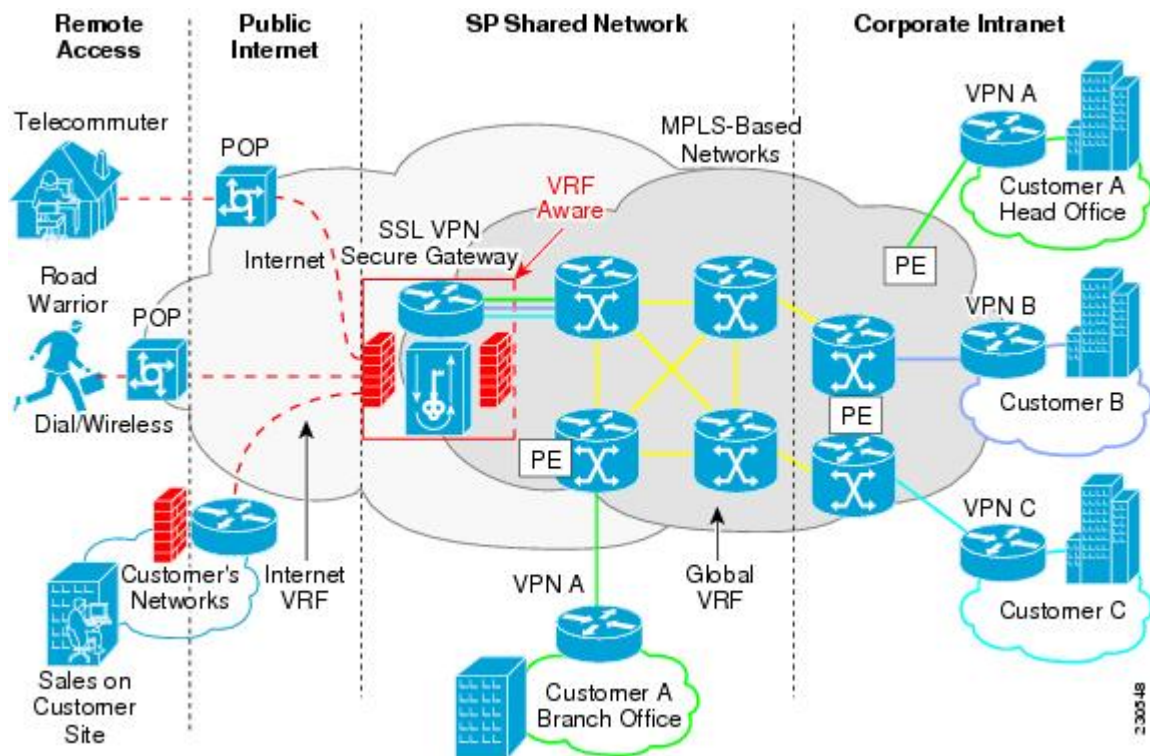 Remote
Access
Public
Internet
SP Shared Network
Corporate Intranet
Telecommuter
POP
MPLS-Based
Networks
VPN A
Customer A
Head Office
VRF
Aware
SSL VPN
Secure Gateway
Internet
PE
Road
Warrior
POP
Dial/Wireless
VPN B
Customer B
PE
PE
Customer's
Networks
Internet
VRF
VPN A
Global
VRF
VPN C
Customer C
Sales on
Customer
Site
Customer A
Branch Office
230548